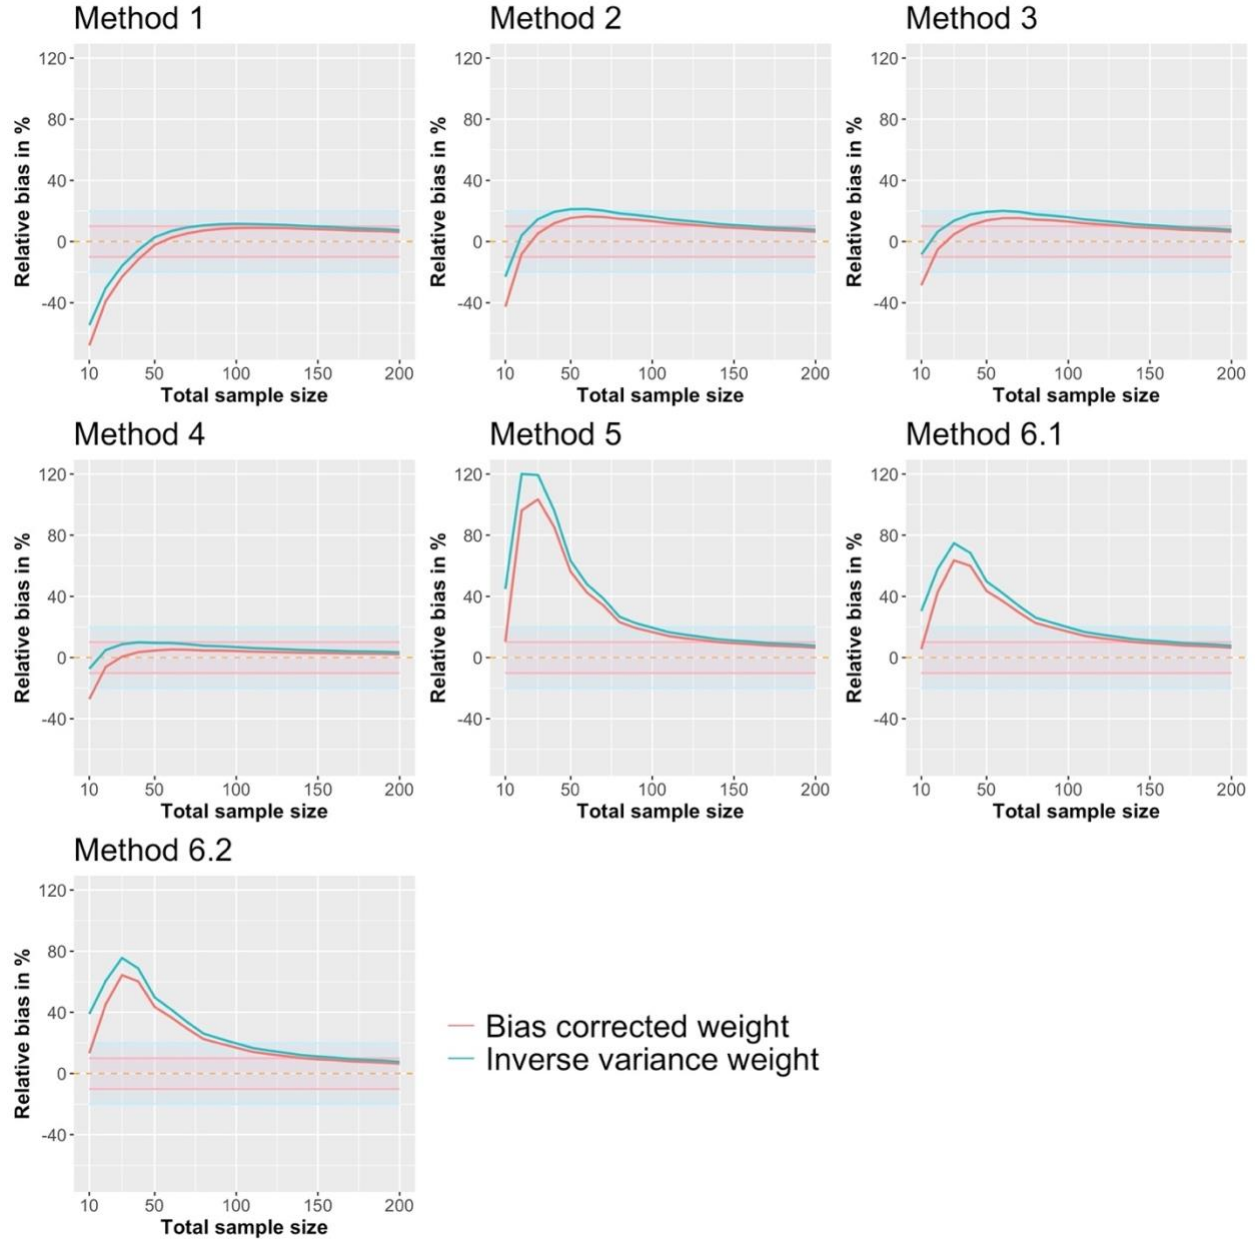 Method 1
Method 2
Method 3
120
80
40
0
-40
Relative bias in %
10 50 100 150 200
Total sample size
120
80
40
0
-40
Relative bias in %
10 50 100 150 200
Total sample size
120
80
40
0
-40
Relative bias in %
10 50 100 150 200
Total sample size
Method 4
Method 5
Method 6.1
120
80
40
0
-40
Relative bias in %
10 50 100 150 200
Total sample size
120
80
40
0
-40
Relative bias in %
10 50 100 150 200
Total sample size
120
80
40
0
-40
Relative bias in %
10 50 100 150 200
Total sample size
Method 6.2
120
80
40
0
-40
Relative bias in %
10 50 100 150 200
Total sample size
Bias corrected weight
Inverse variance weight